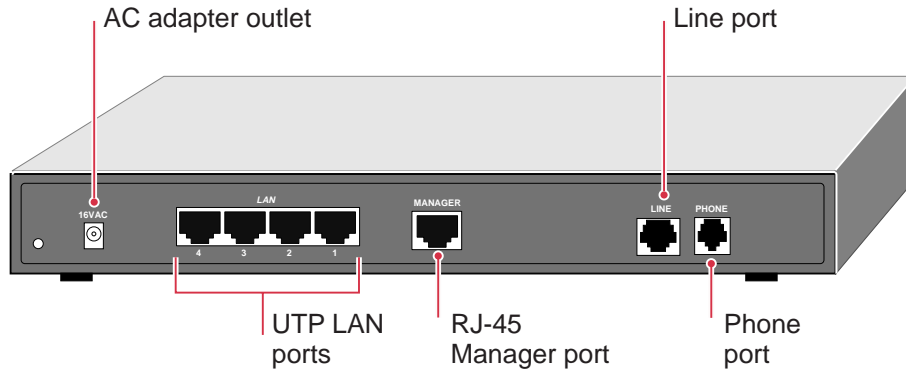 AC adapter outlet
Line port
16VAC
LAN
MANAGER
LINE
PHONE
4 3 2 1
UTP LAN
ports
RJ-45
Manager port
Phone
port